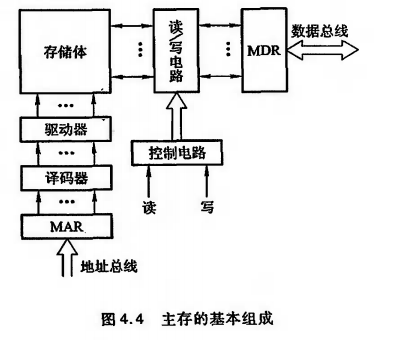 存储体
读/写电路
MDR
数据总线
驱动器
控制电路
译码器
读
写
MAR
地址总线
图4.4 主存的基本组成